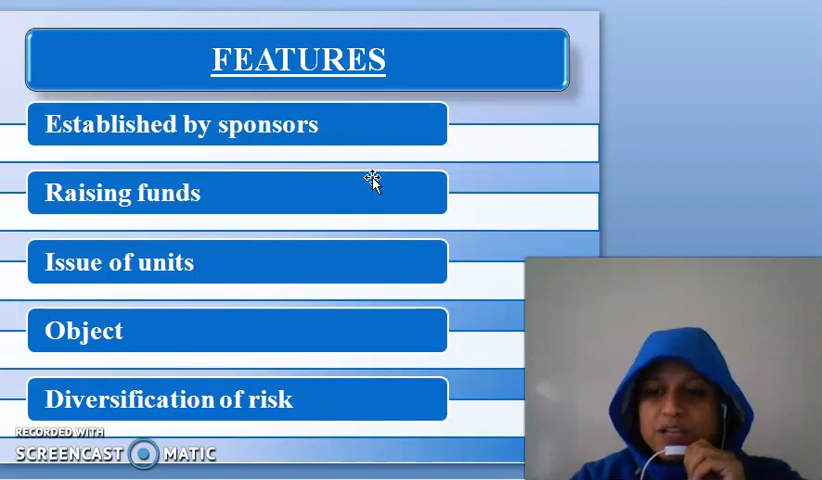 FEATURES
Established by sponsors
Raising funds
Issue of units
Object
Diversification of risk
RECORDED WITH
SCREENCAST MATIC